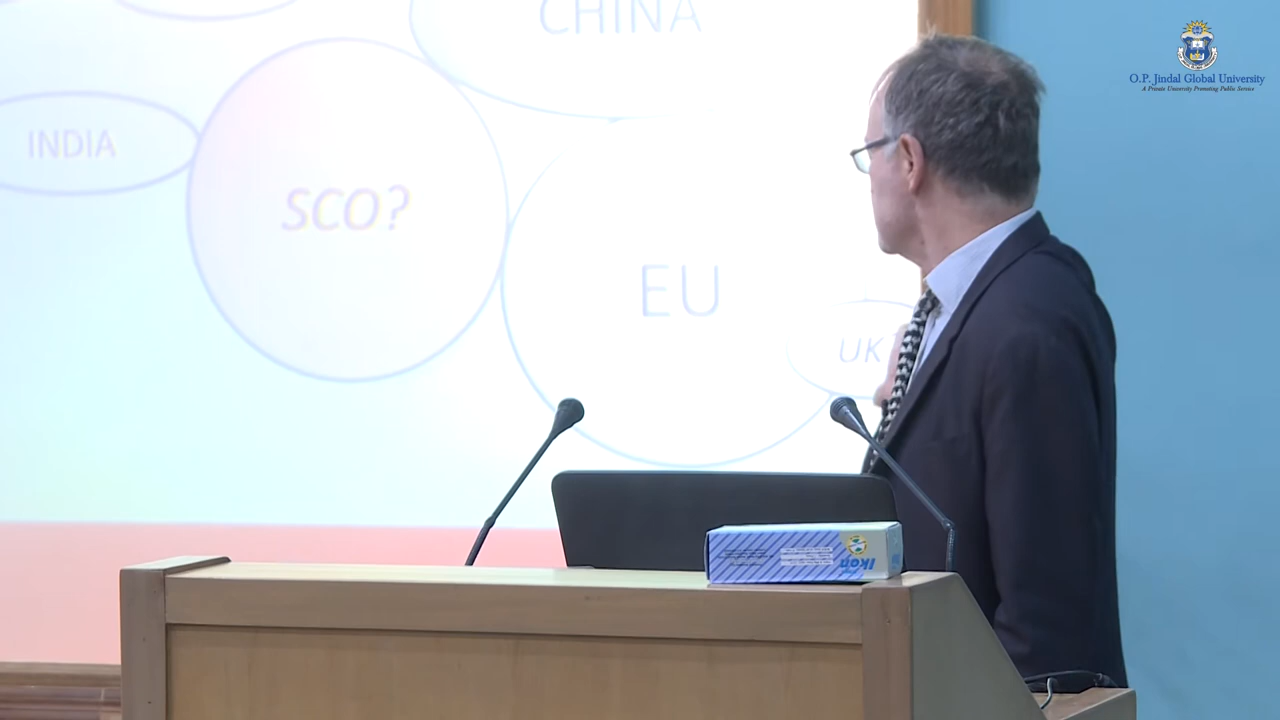 CHINA
INDIA
SCO?
EU
UK
O.P. Jindal Global University
A Private University Promoting Public Service
Ikon